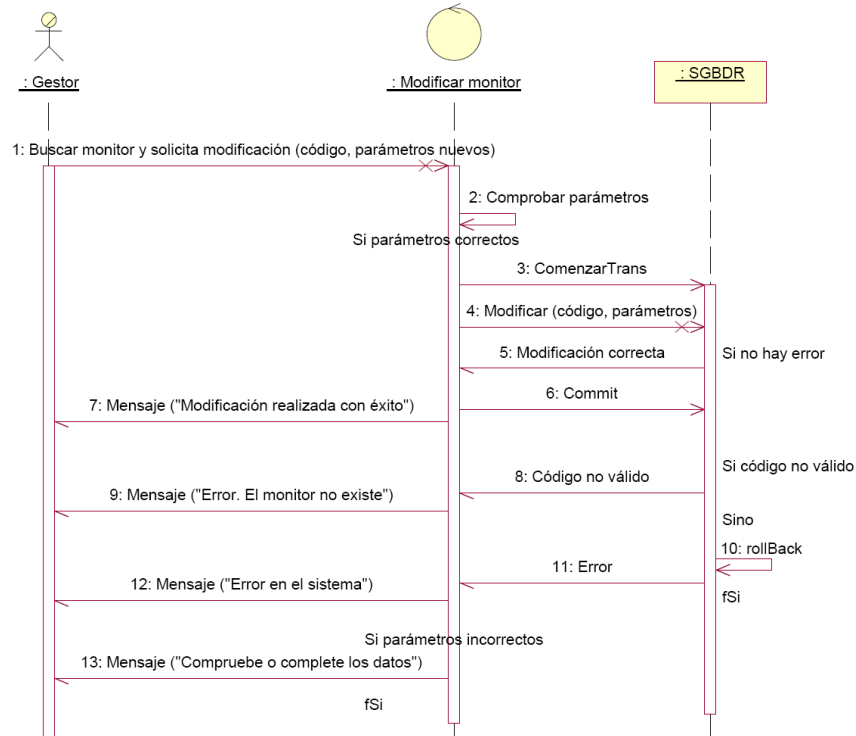 : Gestor
: Modificar monitor
: SGBDR
1: Buscar monitor y solicita modificación (código, parámetros nuevos)
2: Comprobar parámetros
Si parámetros correctos
3: ComenzarTrans
4: Modificar (código, parámetros)
5: Modificación correcta
Si no hay error
6: Commit
7: Mensaje ("Modificación realizada con éxito")
Si código no válido
8: Código no válido
9: Mensaje ("Error. El monitor no existe")
Sino
10: rollBack
11: Error
12: Mensaje ("Error en el sistema")
fSi
Si parámetros incorrectos
13: Mensaje ("Compruebe o complete los datos")
fSi